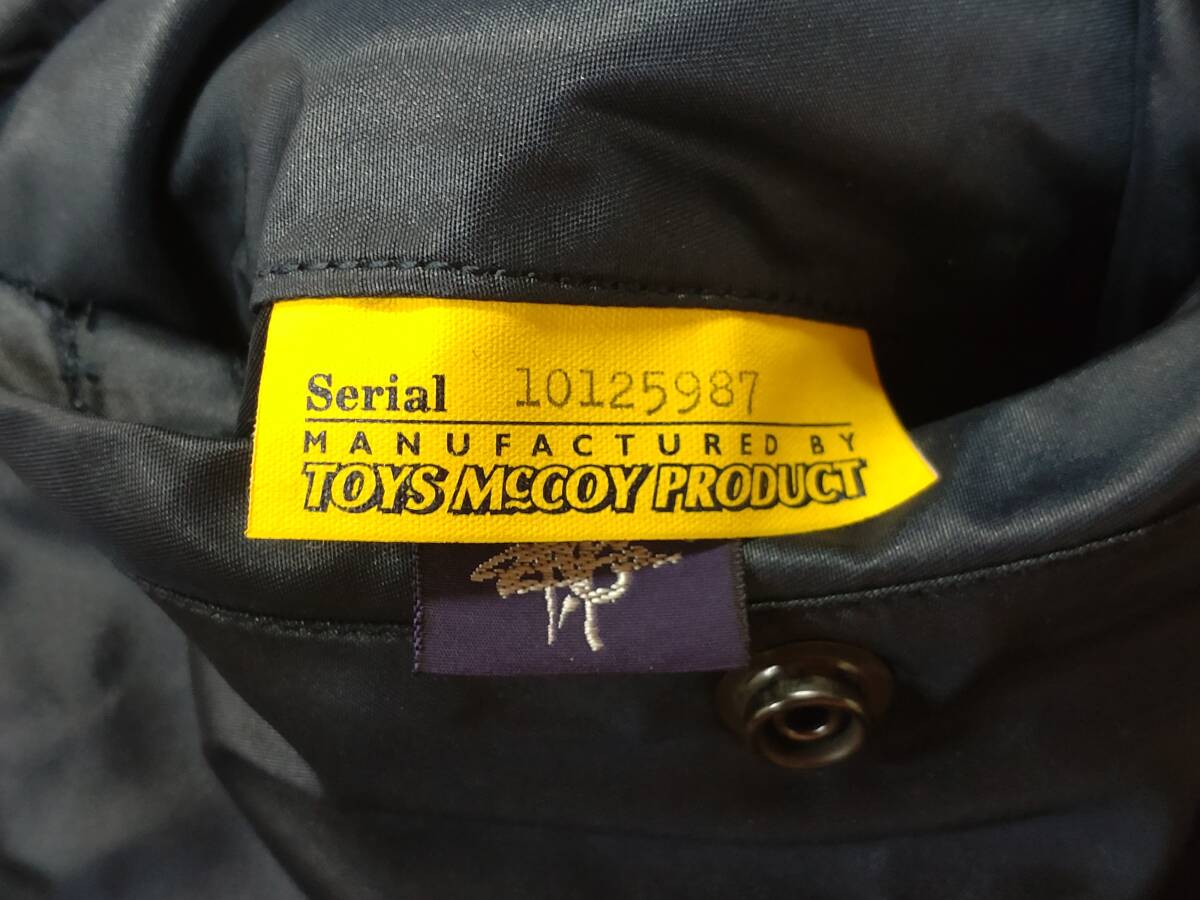 Serial 10125987
MANUFACTURED BY
TOYS McCOY PRODUCT